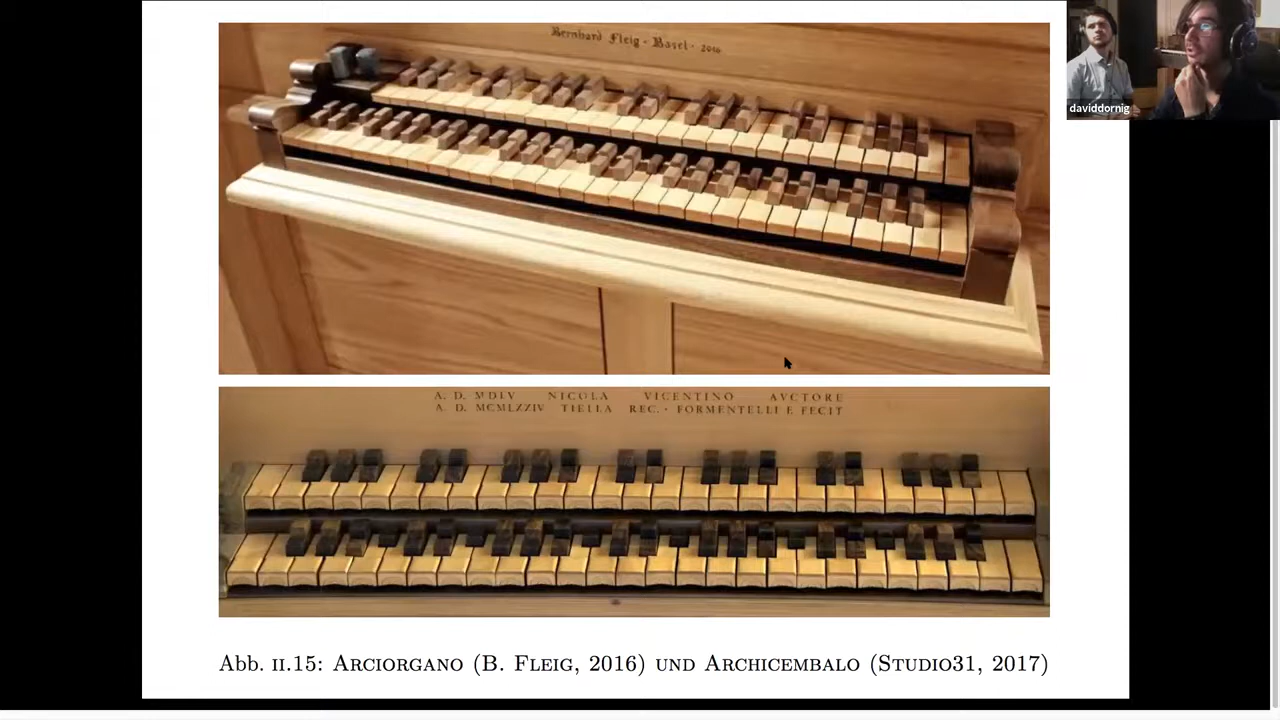 Bernhard Fleig · Basel · 2016
daviddornig
A. D. MDLV NICOLA VICENTINO AVCTORE
A. D. MCMLXXIV TIELLA REC. · FORMENTELLI F. FECIT
Abb. II.15: Arciorgano (B. Fleig, 2016) und Archicembalo (Studio31, 2017)